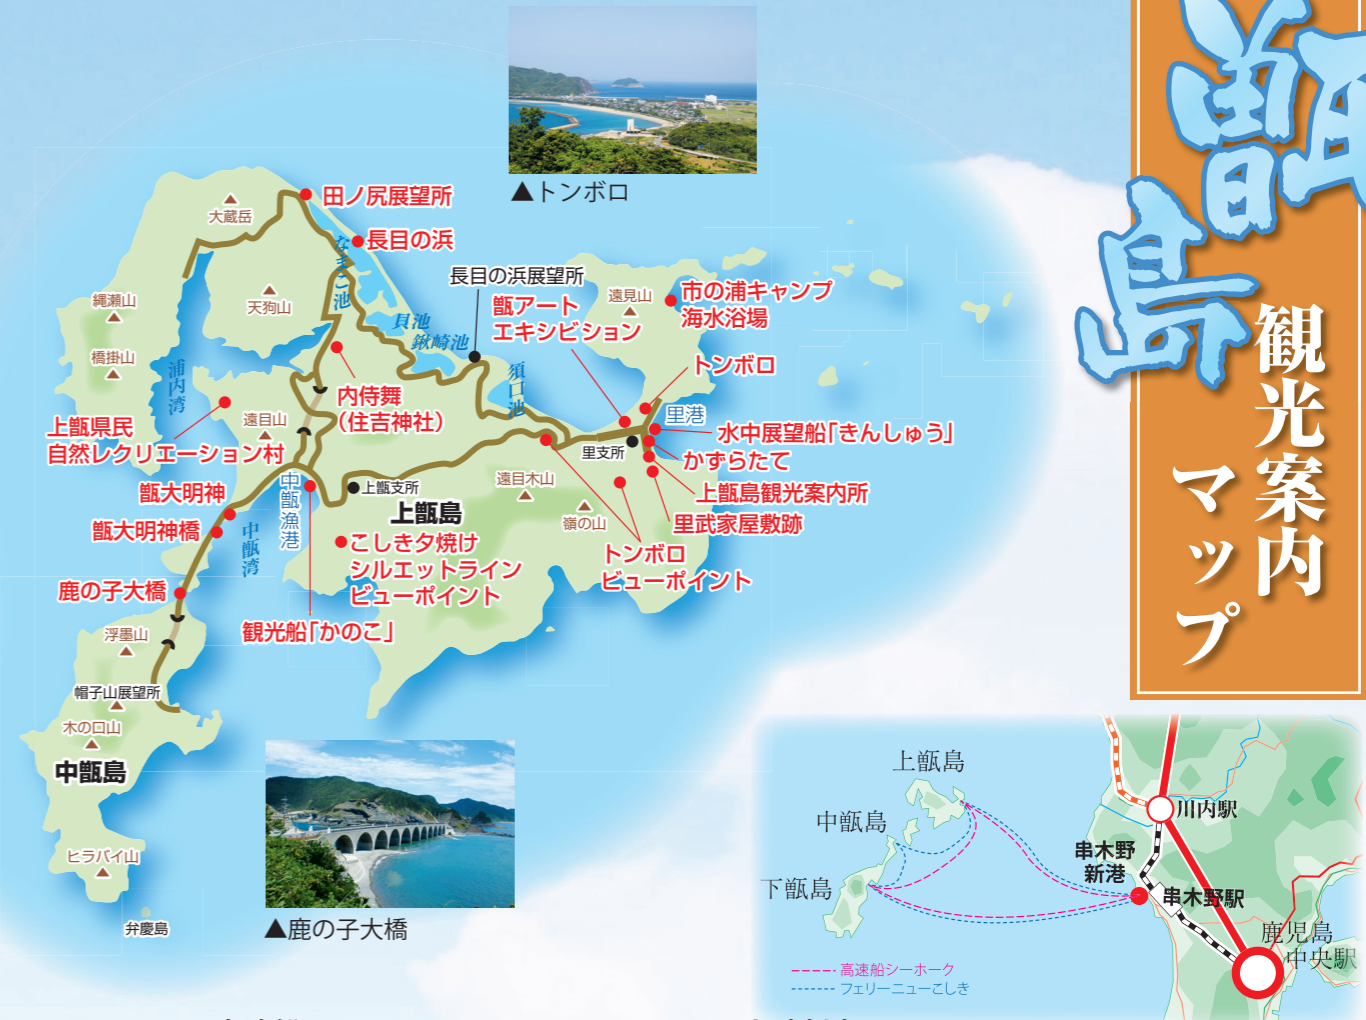 甑島
観光案内
マップ
▲トンボロ
田ノ尻展望所
大蔵岳
長目の浜
なまこ池
長目の浜展望所
甑アート
エキシビション
遠見山
市の浦キャンプ
海水浴場
縄瀬山
天狗山
貝池
鍬崎池
橋掛山
浦内湾
須口池
トンボロ
内侍舞
（住吉神社）
里港
上甑県民
自然レクリエーション村
遠目山
水中展望船「きんしゅう」
里支所
かずらたて
中甑漁港
上甑支所
遠目木山
上甑島観光案内所
甑大明神
上甑島
嶺の山
里武家屋敷跡
甑大明神橋
中甑湾
こしき夕焼け
シルエットライン
ビューポイント
トンボロ
ビューポイント
鹿の子大橋
観光船「かのこ」
浮墨山
帽子山展望所
木の口山
中甑島
ヒラバイ山
弁慶島
▲鹿の子大橋
上甑島
中甑島
下甑島
川内駅
串木野
新港
串木野駅
鹿児島
中央駅
高速船シーホーク
フェリーニューこしき